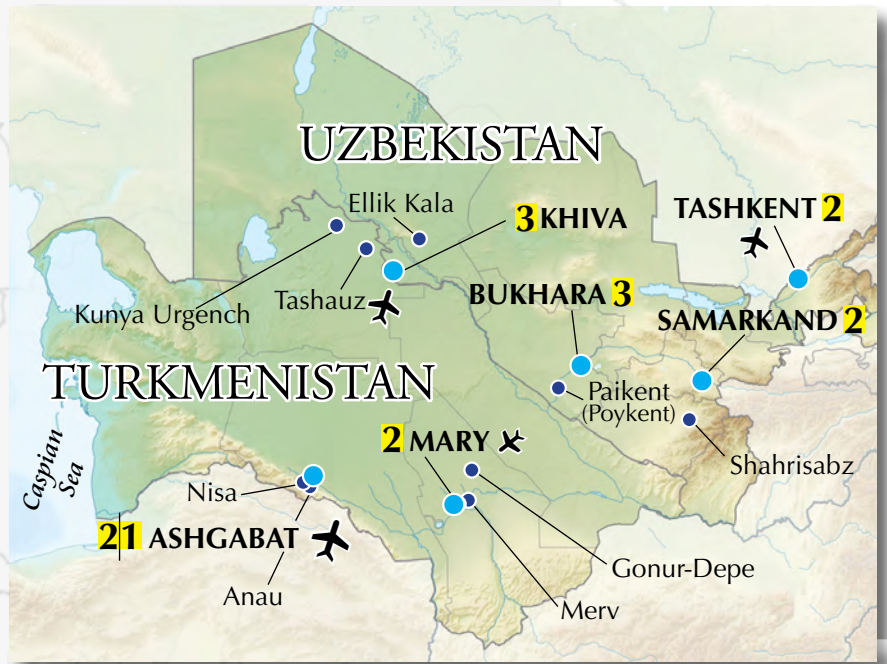 UZBEKISTAN
Ellik Kala
3 KHIVA
TASHKENT 2
Kunya Urgench
Tashauz
BUKHARA 3
SAMARKAND 2
TURKMENISTAN
Paikent
(Poykent)
2 MARY
Shahrisabz
Caspian
Sea
Nisa
21 ASHGABAT
Gonur-Depe
Anau
Merv